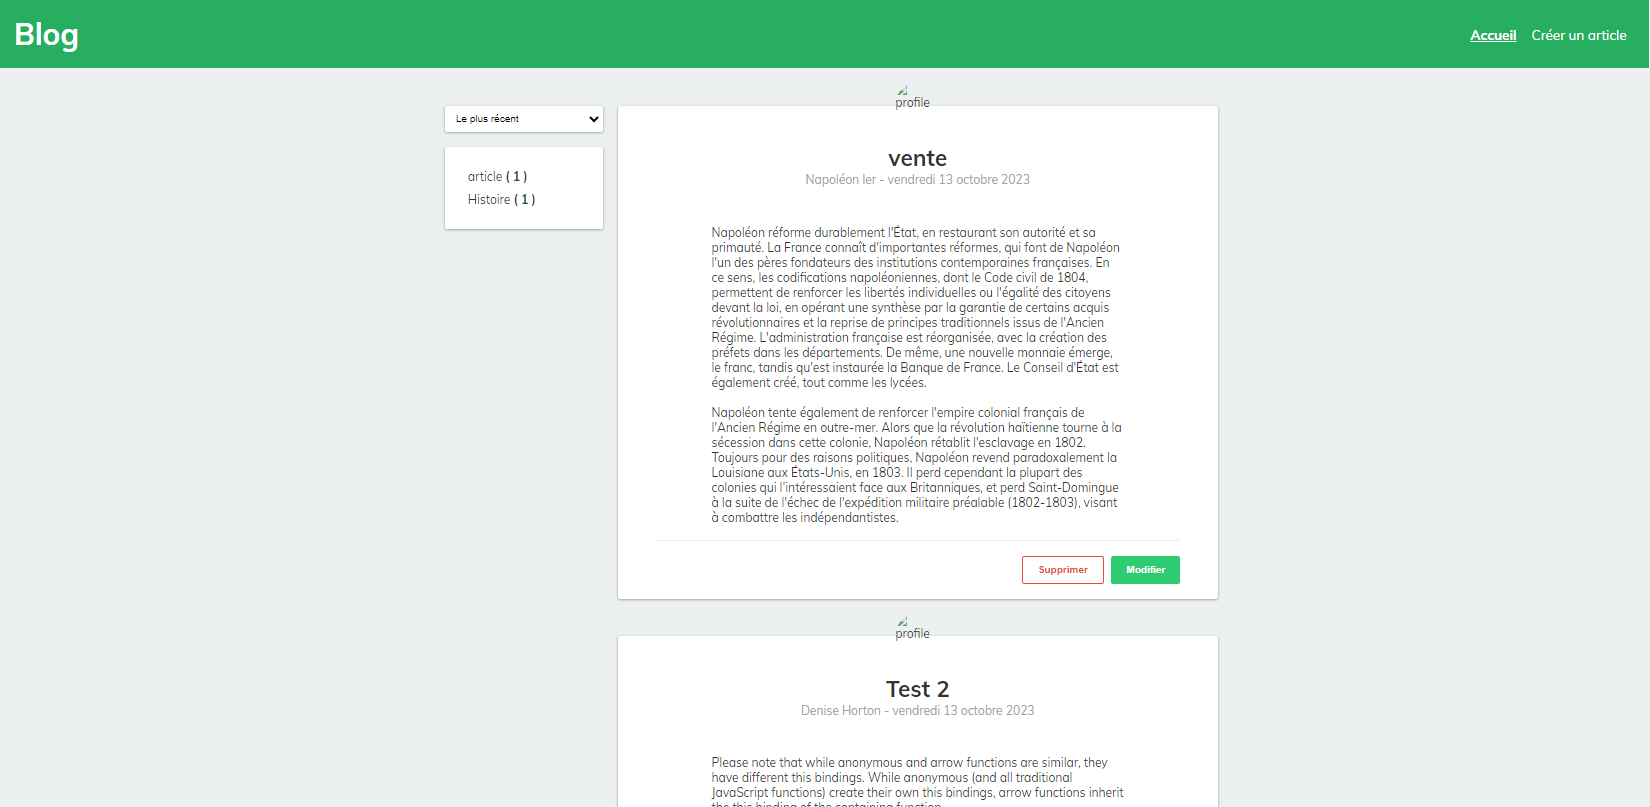 Blog
Accueil
Créer un article
Le plus récent
article ( 1 )
Histoire ( 1 )
profile
vente
Napoléon Ier - vendredi 13 octobre 2023
Napoléon réforme durablement l'État, en restaurant son autorité et sa
primauté. La France connaît d'importantes réformes, qui font de Napoléon
l'un des pères fondateurs des institutions contemporaines françaises. En
ce sens, les codifications napoléoniennes, dont le Code civil de 1804,
permettent de renforcer les libertés individuelles ou l'égalité des citoyens
devant la loi, en opérant une synthèse par la garantie de certains acquis
révolutionnaires et la reprise de principes traditionnels issus de l'Ancien
Régime. L'administration française est réorganisée, avec la création des
préfets dans les départements. De même, une nouvelle monnaie émerge,
le franc, tandis qu'est instaurée la Banque de France. Le Conseil d'État est
également créé, tout comme les lycées.
Napoléon tente également de renforcer l'empire colonial français de
l'Ancien Régime en outre-mer. Alors que la révolution haïtienne tourne à la
sécession dans cette colonie, Napoléon rétablit l'esclavage en 1802.
Toujours pour des raisons politiques, Napoléon revend paradoxalement la
Louisiane aux États-Unis, en 1803. Il perd cependant la plupart des
colonies qui l'intéressaient face aux Britanniques, et perd Saint-Domingue
à la suite de l'échec de l'expédition militaire préalable (1802-1803), visant
à combattre les indépendantistes.
Supprimer
Modifier
profile
Test 2
Denise Horton - vendredi 13 octobre 2023
Please note that while anonymous and arrow functions are similar, they
have different this bindings. While anonymous (and all traditional
JavaScript functions) create their own this bindings, arrow functions inherit
the this binding of the containing function.